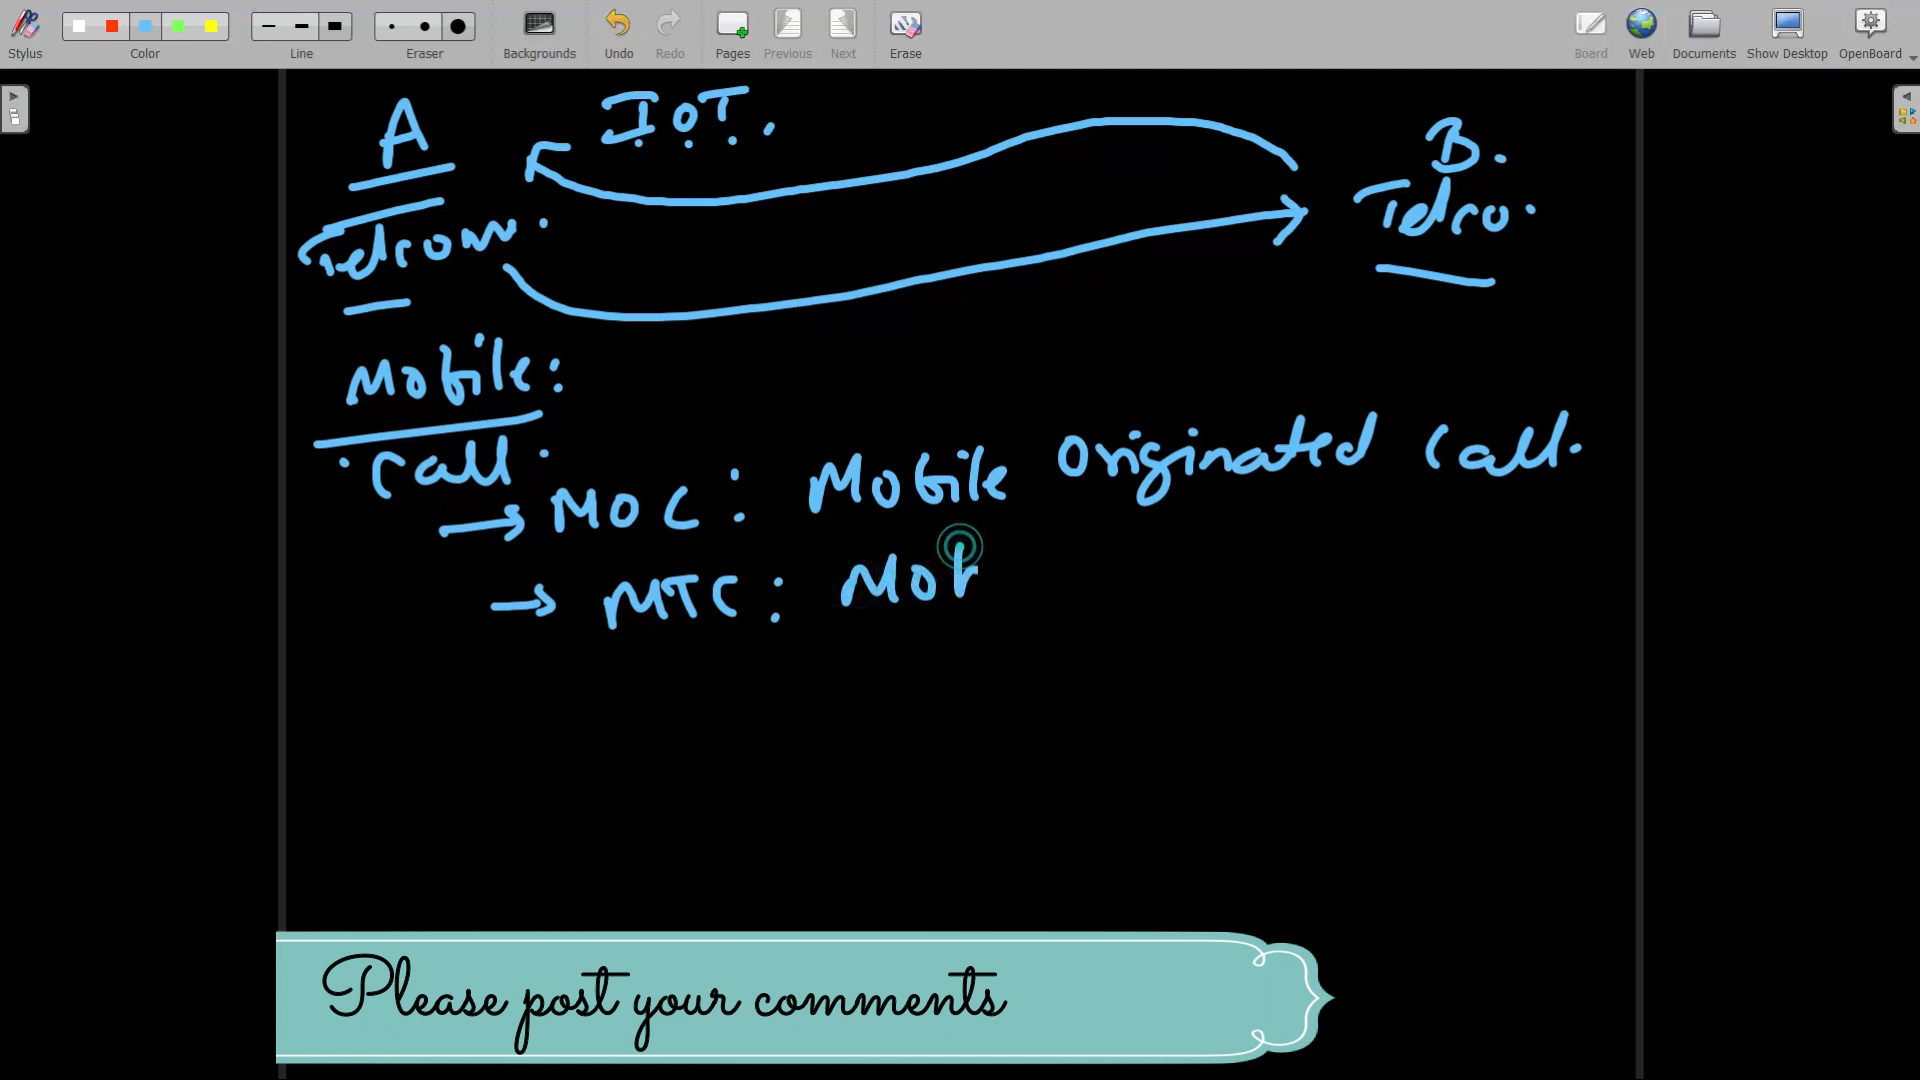 Stylus Color Line Eraser Backgrounds Undo Redo Pages Previous Next Erase Board Web Documents Show Desktop OpenBoard
A IOT. B.
Telecom. Telco.
Mobile:
Call.
→ MOC: Mobile Originated Call.
→ MTC: Mob
Please post your comments